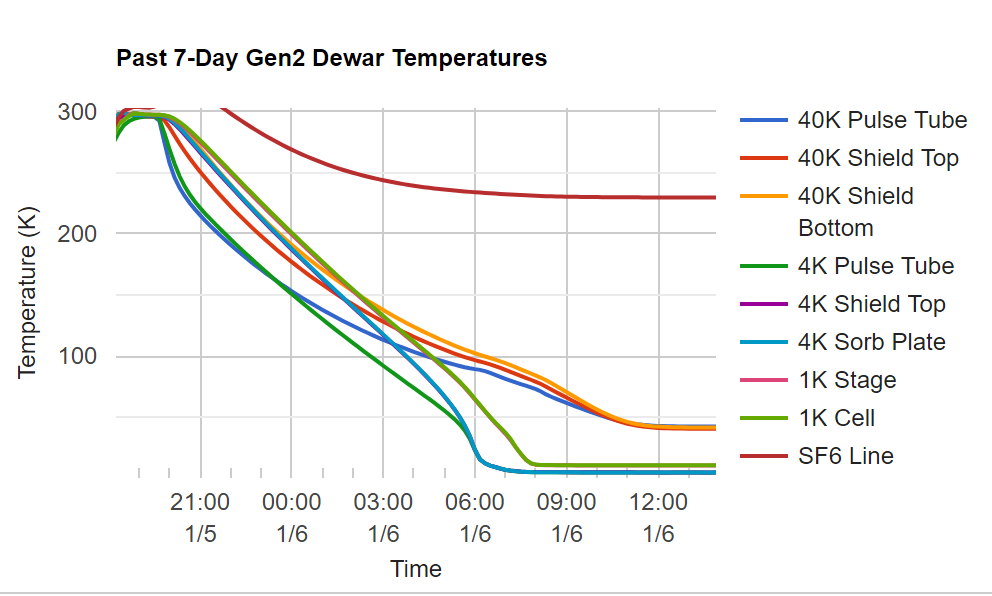 Past 7-Day Gen2 Dewar Temperatures
Temperature (K)
300
200
100
21:00
1/5
00:00
1/6
03:00
1/6
06:00
1/6
09:00
1/6
12:00
1/6
Time
40K Pulse Tube
40K Shield Top
40K Shield
Bottom
4K Pulse Tube
4K Shield Top
4K Sorb Plate
1K Stage
1K Cell
SF6 Line